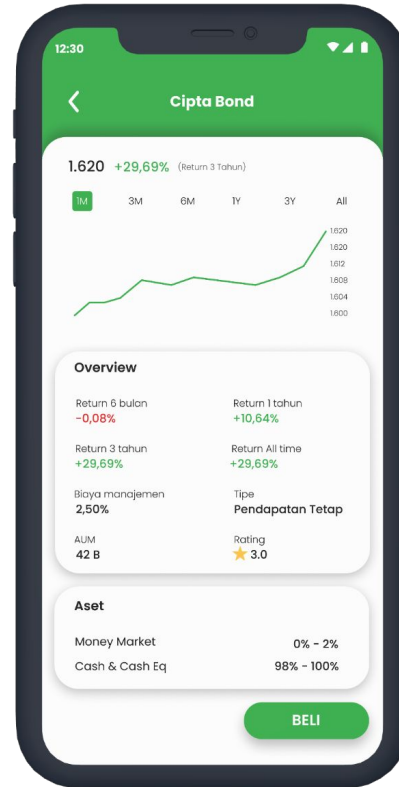 12:30
Cipta Bond
1.620 +29,69% (Return 3 Tahun)
1M 3M 6M 1Y 3Y All
1.620
1.620
1.612
1.608
1.604
1.600
Overview
Return 6 bulan Return 1 tahun
-0,08% +10,64%
Return 3 tahun Return All time
+29,69% +29,69%
Biaya manajemen Tipe
2,50% Pendapatan Tetap
AUM Rating
42 B 3.0
Aset
Money Market 0% - 2%
Cash & Cash Eq 98% - 100%
BELI